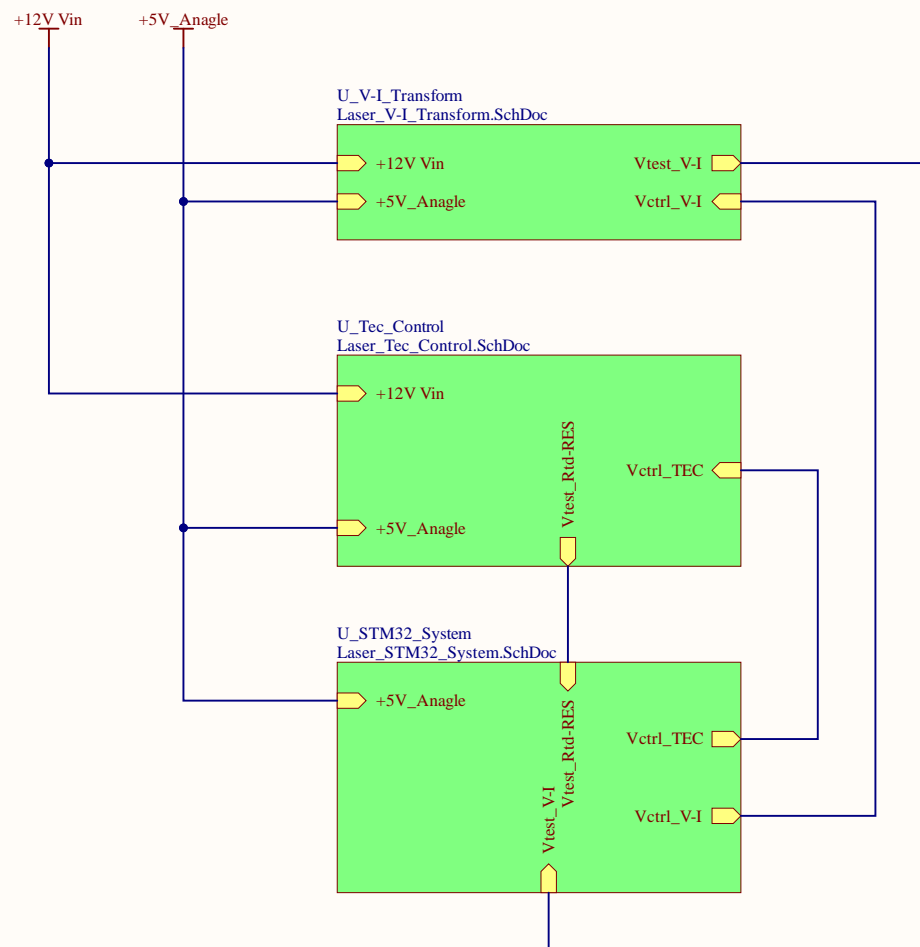 +12V Vin
+5V_Anagle
U_V-I_Transform
Laser_V-I_Transform.SchDoc
+12V Vin
Vtest_V-I
+5V_Anagle
Vctrl_V-I
U_Tec_Control
Laser_Tec_Control.SchDoc
+12V Vin
Vtest_Rtd-RES
Vctrl_TEC
+5V_Anagle
U_STM32_System
Laser_STM32_System.SchDoc
+5V_Anagle
Vtest_Rtd-RES
Vctrl_TEC
Vtest_V-I
Vctrl_V-I